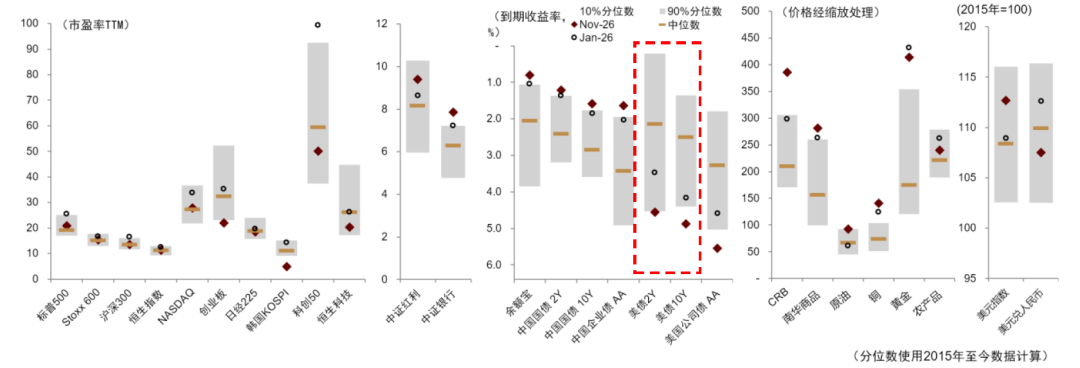 （市盈率TTM）
100
90
80
70
60
50
40
30
20
10
0
标普500
Stoxx 600
沪深300
恒生指数
NASDAQ
创业板
日经225
韩国KOSPI
科创50
恒生科技
12
10
8
6
4
2
0
中证红利
中证银行
（到期收益率，
%）
10%分位数
90%分位数
Nov-26
中位数
Jan-26
-
1.0
2.0
3.0
4.0
5.0
6.0
余额宝
中国国债 2Y
中国国债 10Y
中国企业债 AA
美债2Y
美债10Y
美国公司债 AA
（价格经缩放处理）
500
450
400
350
300
250
200
150
100
50
-
CRB
南华商品
原油
铜
黄金
农产品
(2015年=100)
120
115
110
105
100
95
美元指数
美元兑人民币
（分位数使用2015年至今数据计算）